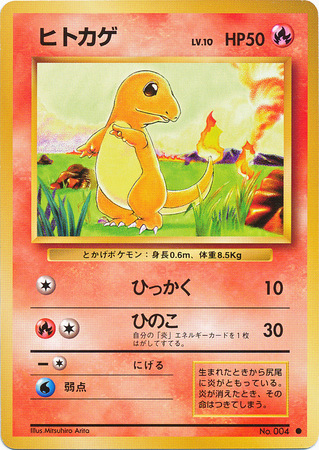 ヒトカゲ LV.10 HP50
とかげポケモン：身長0.6m、体重8.5Kg
ひっかく 10
ひのこ 30
自分の「炎」エネルギーカードを1枚
はがしてすてる。
− にげる
弱点
生まれたときから尻尾
に炎がともっている。
炎が消えたとき、その
命はつきてしまう。
Illus.Mitsuhiro Arita No.004